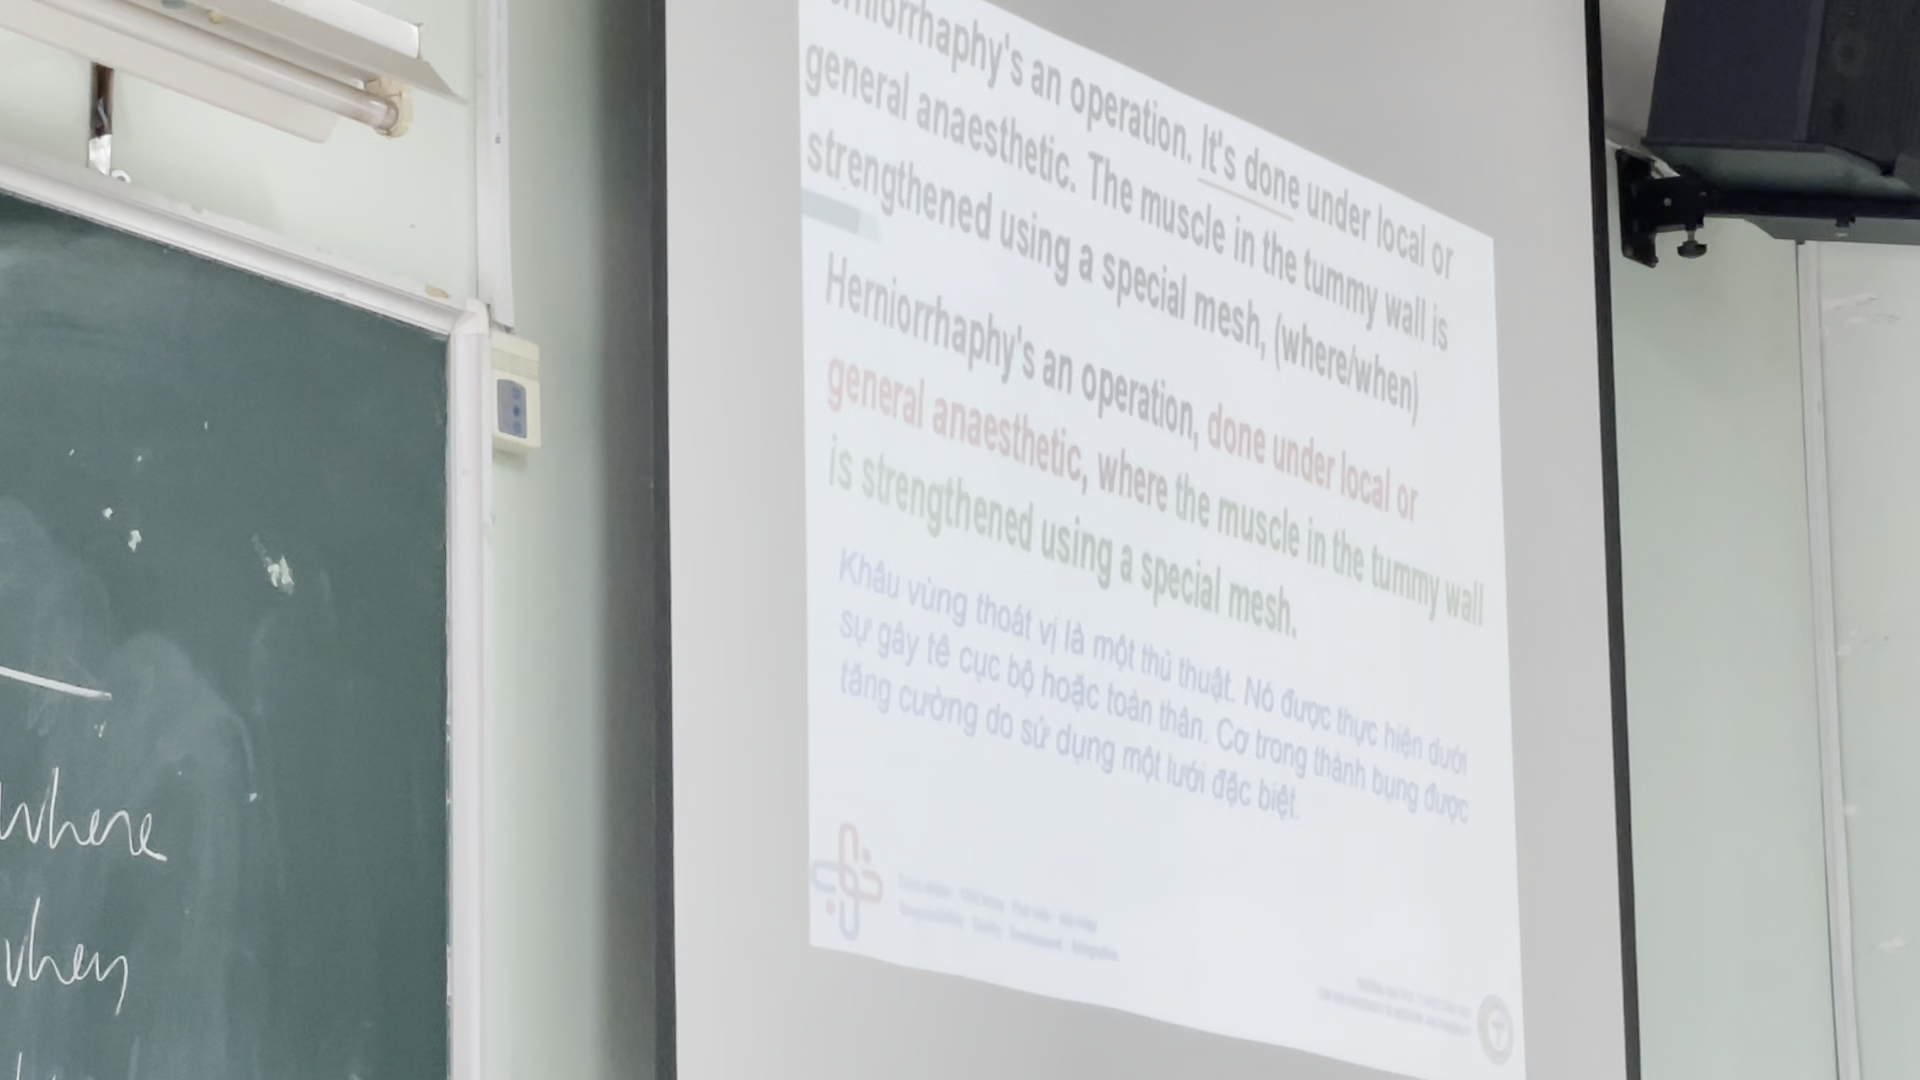 general anaesthetic. The muscle in the tummy wall is
strengthened using a special mesh, (where/when)
Herniorrhaphy's an operation, done under local or
general anaesthetic, where the muscle in the tummy wall
is strengthened using a special mesh.
Khâu vùng thoát vị là một thủ thuật. Nó được thực hiện dưới
sự gây tê cục bộ hoặc toàn thân. Cơ trong thành bụng được
tăng cường do sử dụng một lưới đặc biệt.
an operation. It's done under local or
where